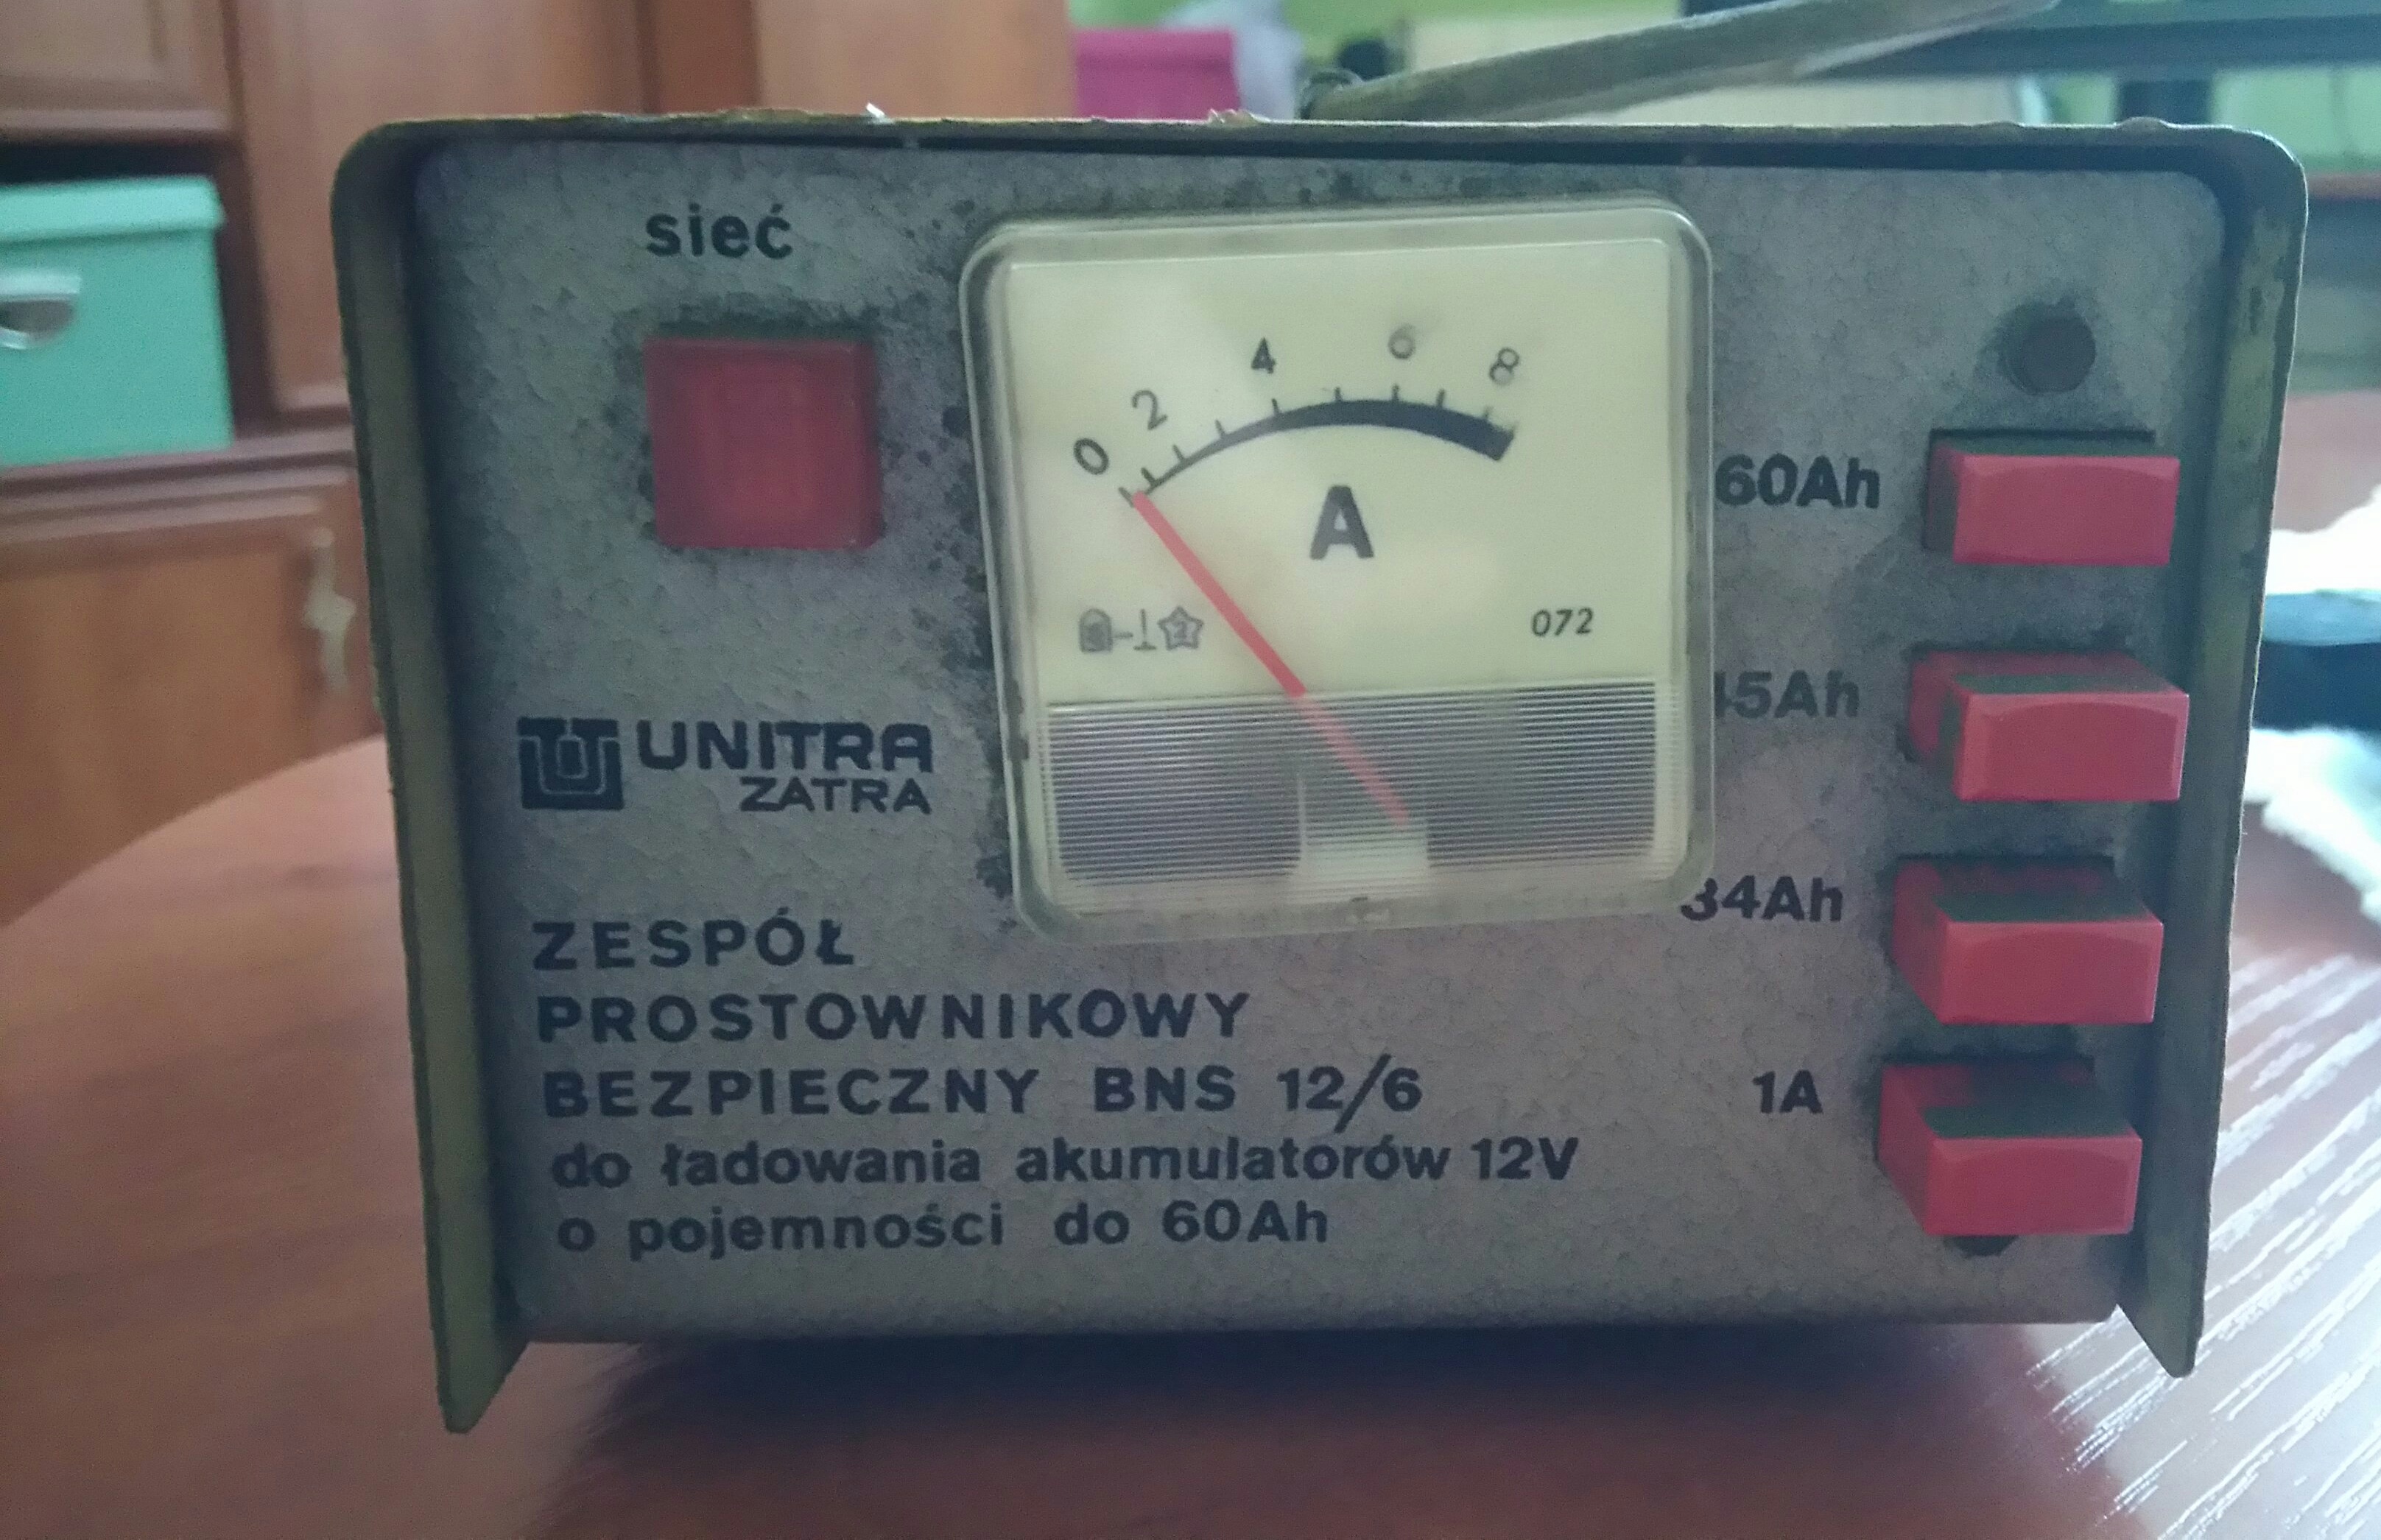 sieć
0 2 4 6 8
A
072
60Ah
45Ah
34Ah
1A
UNITRA
ZATRA
ZESPÓŁ
PROSTOWNIKOWY
BEZPIECZNY BNS 12/6
do ładowania akumulatorów 12V
o pojemności do 60Ah